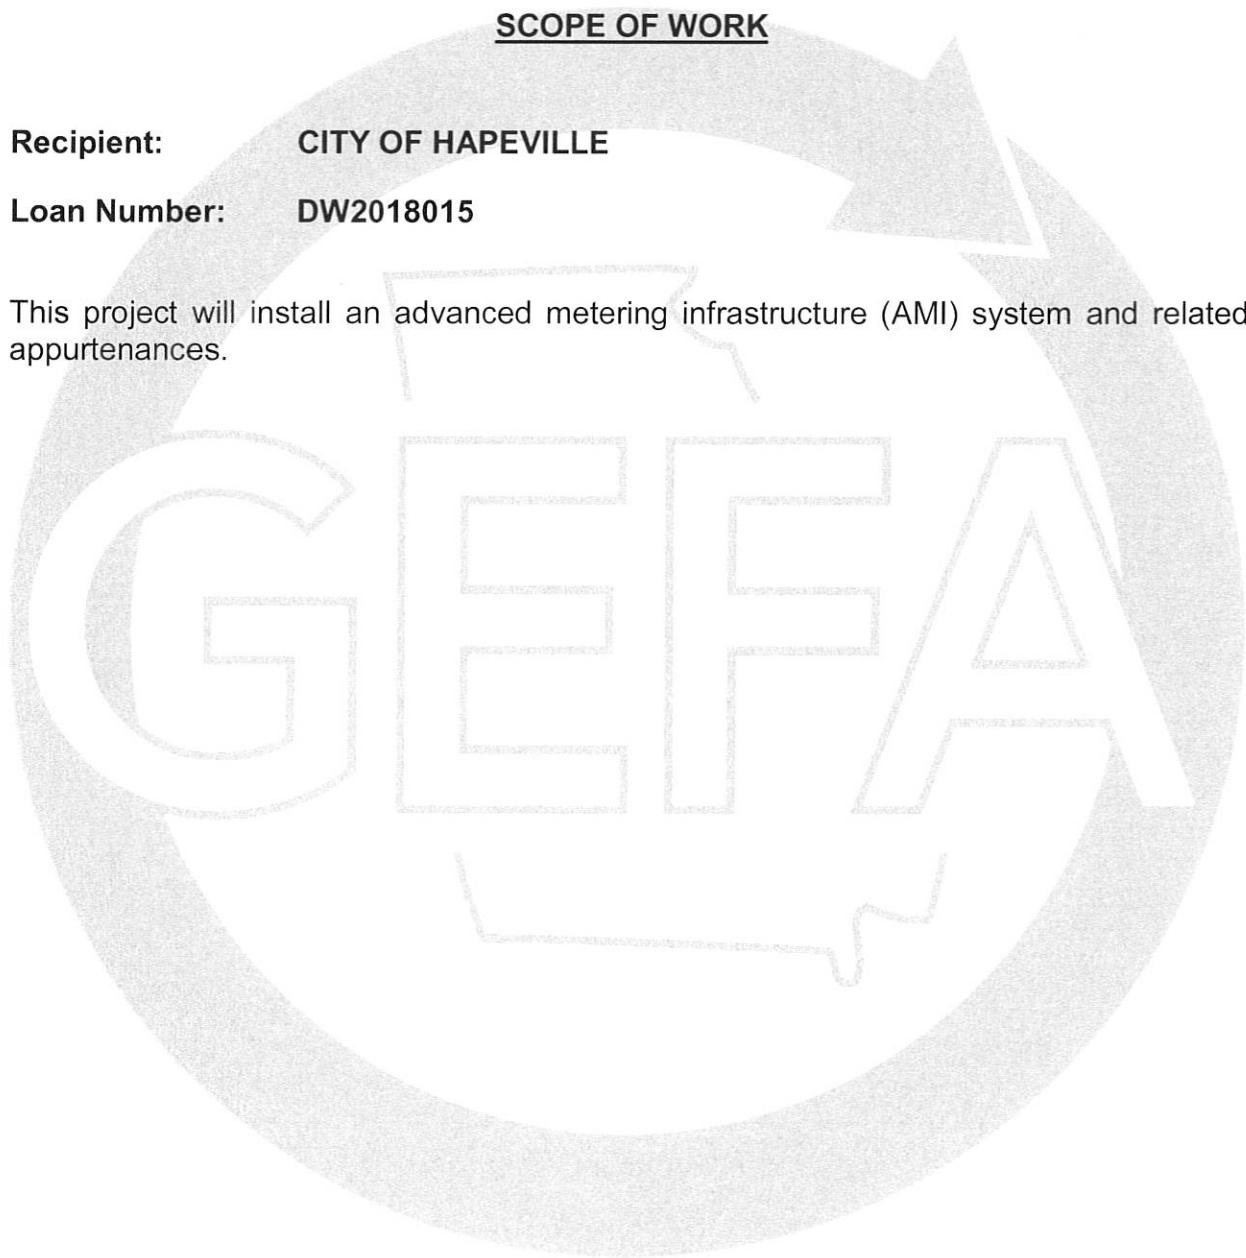 SCOPE OF WORK
Recipient: CITY OF HAPEVILLE
Loan Number: DW2018015
This project will install an advanced metering infrastructure (AMI) system and related
appurtenances.
GEFA